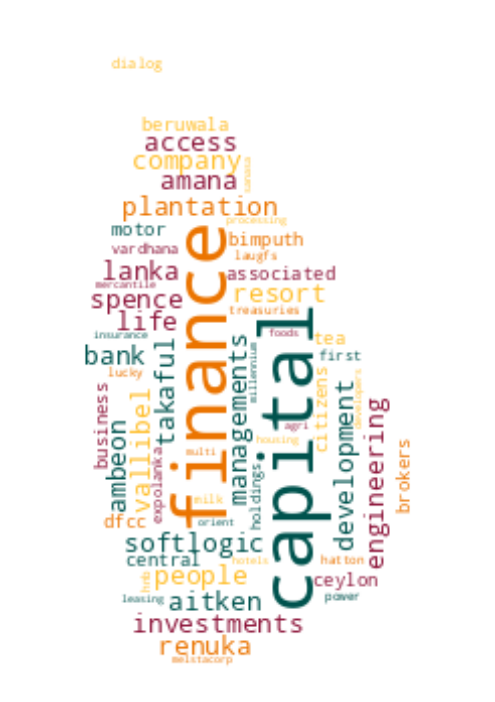 dialog
beruwala
access
company
sanasa
amana
plantation
processing
motor
bimputh
vardhana
laugfs
lanka
associated
mercantile
resort
spence
treasuries
life
finance
capital
foods
insurance
tea
bank
first
lucky
takaful
managements
millennium
citizens
developers
business
ambeon
vallibel
expolanka
multi
agri
housing
development
engineering
brokers
milk
holdings
dfcc
orient
softlogic
central
hotels
hatton
hnb
people
ceylon
leasing
aitken
power
investments
renuka
melstacorp